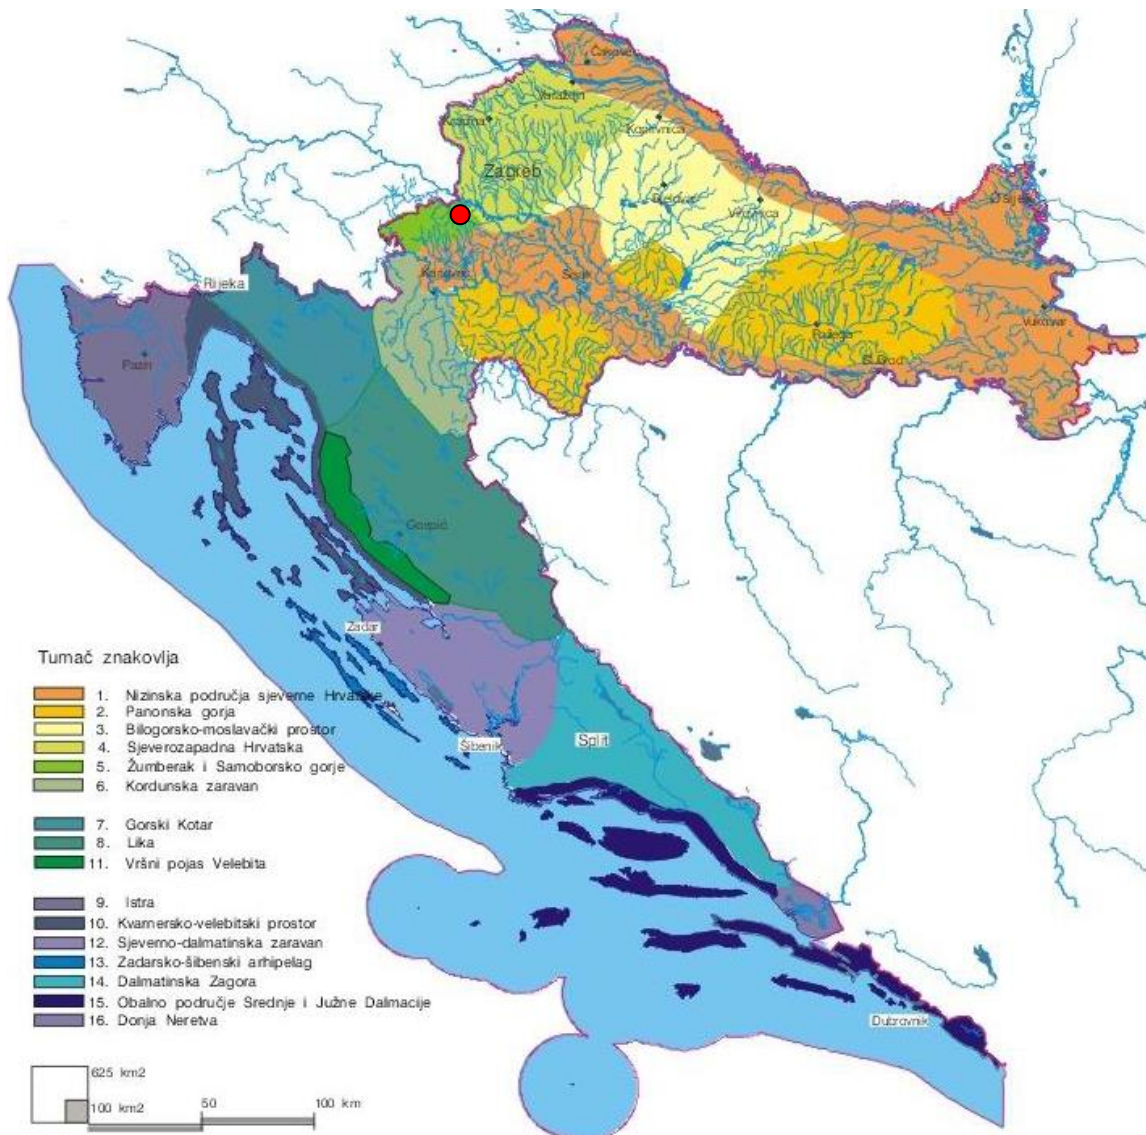 Čakovec
Varaždin
Krapina
Koprivnica
Zagreb
Bjelovar
Virovitica
Osijek
Karlovac
Sisak
Rijeka
Vukovar
Požega
S. Brod
Pazin
Gospić
Zadar
Tumač znakovlja
1. Nizinska područja sjeverne Hrvatske
2. Panonska gorja
3. Bilogorsko-moslavački prostor
4. Sjeverozapadna Hrvatska
5. Žumberak i Samoborsko gorje
6. Kordunska zaravan
Šibenik
Split
7. Gorski Kotar
8. Lika
11. Vršni pojas Velebita
9. Istra
10. Kvarnersko-velebitski prostor
12. Sjeverno-dalmatinska zaravan
13. Zadarsko-šibenski arhipelag
14. Dalmatinska Zagora
15. Obalno područje Srednje i Južne Dalmacije
16. Donja Neretva
Dubrovnik
625 km2
100 km2
50
100 km